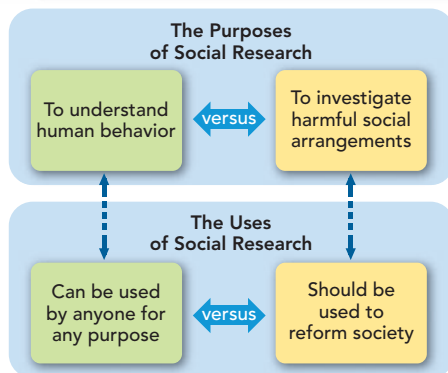 The Purposes
of Social Research
To understand
human behavior
versus
To investigate
harmful social
arrangements
The Uses
of Social Research
Can be used
by anyone for
any purpose
versus
Should be
used to
reform society